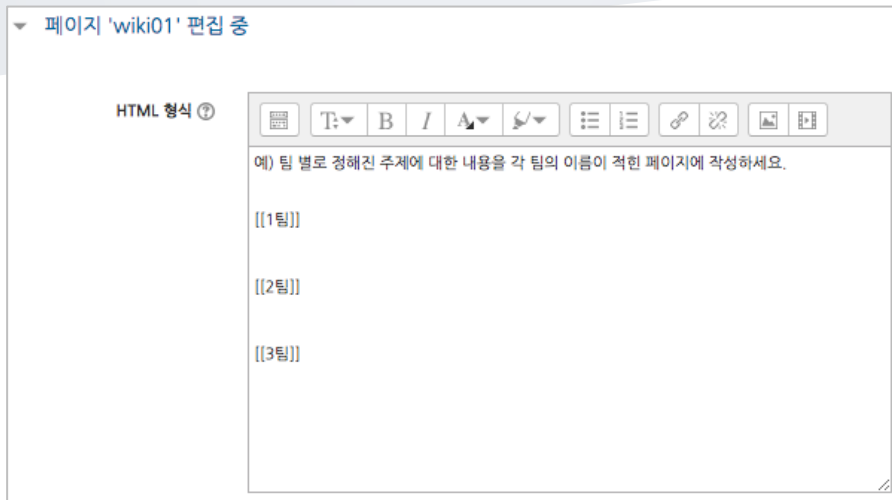 페이지 'wiki01' 편집 중
HTML 형식
예) 팀 별로 정해진 주제에 대한 내용을 각 팀의 이름이 적힌 페이지에 작성하세요.
[[1팀]]
[[2팀]]
[[3팀]]